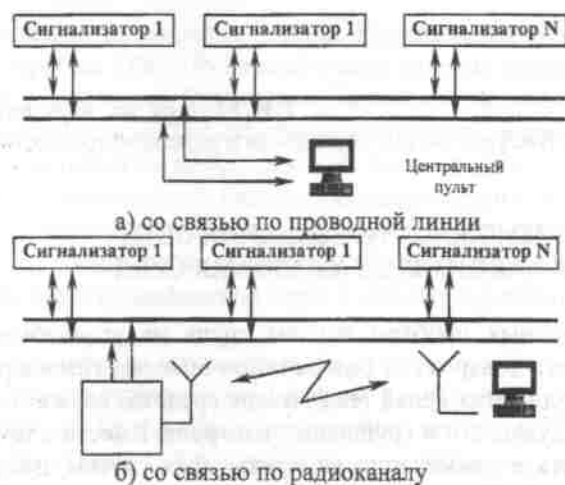 Сигнализатор 1 Сигнализатор 1 Сигнализатор N
Центральный
пульт
а) со связью по проводной линии
Сигнализатор 1 Сигнализатор 1 Сигнализатор N
б) со связью по радиоканалу